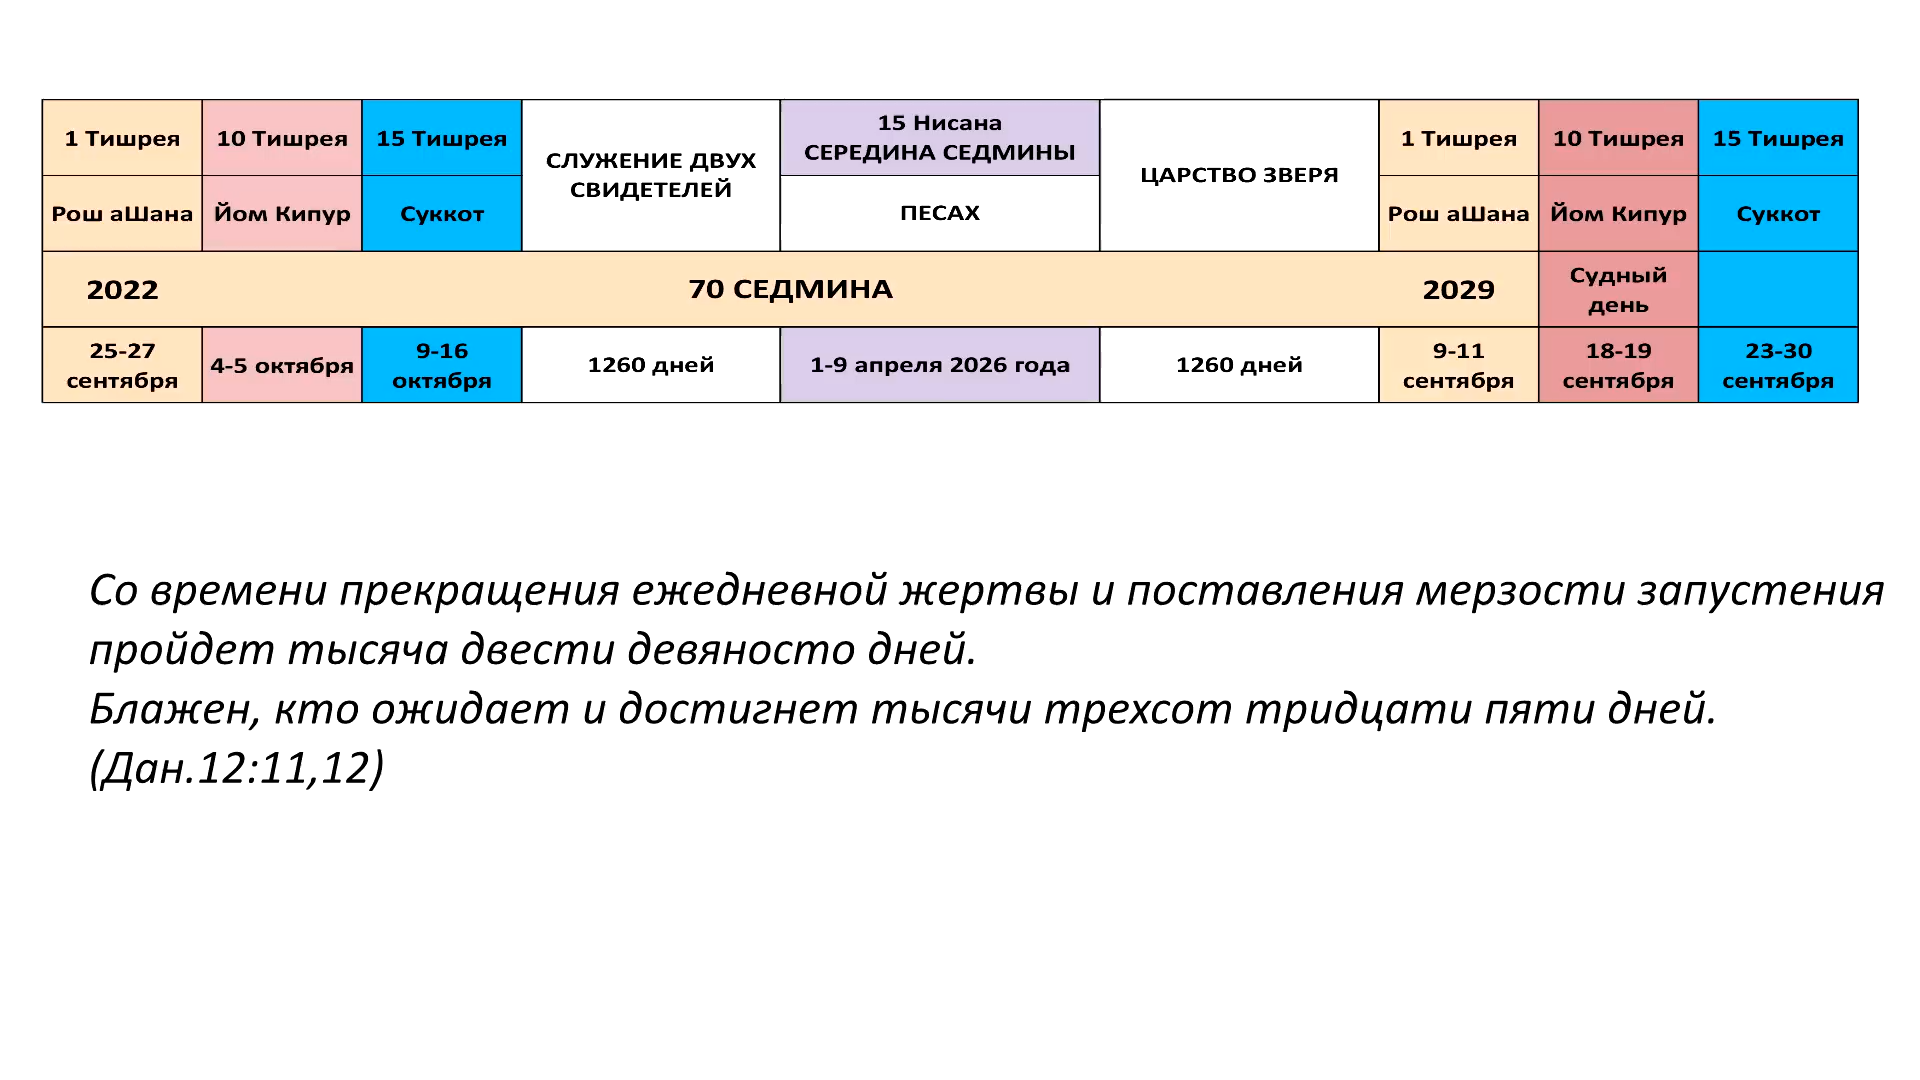 1 Тишрея
10 Тишрея
15 Тишрея
СЛУЖЕНИЕ ДВУХ
СВИДЕТЕЛЕЙ
15 Нисана
СЕРЕДИНА СЕДМИНЫ
ЦАРСТВО ЗВЕРЯ
1 Тишрея
10 Тишрея
15 Тишрея
Рош аШана
Йом Кипур
Суккот
ПЕСАХ
Рош аШана
Йом Кипур
Суккот
2022
70 СЕДМИНА
2029
Судный
день
25-27
сентября
4-5 октября
9-16
октября
1260 дней
1-9 апреля 2026 года
1260 дней
9-11
сентября
18-19
сентября
23-30
сентября
Со времени прекращения ежедневной жертвы и поставления мерзости запустения
пройдет тысяча двести девяносто дней.
Блажен, кто ожидает и достигнет тысячи трехсот тридцати пяти дней.
(Дан.12:11,12)